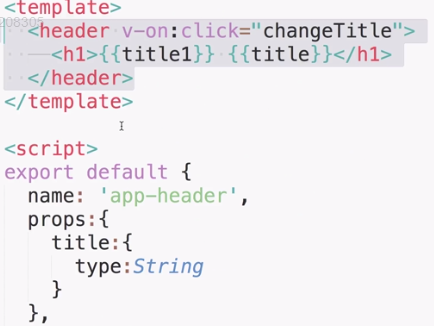 <template>
208305
<header v-on:click="changeTitle">
<h1>{{title1}} {{title}}</h1>
</header>
</template>
<script>
export default {
name: 'app-header',
props:{
title:{
type:String
}
},